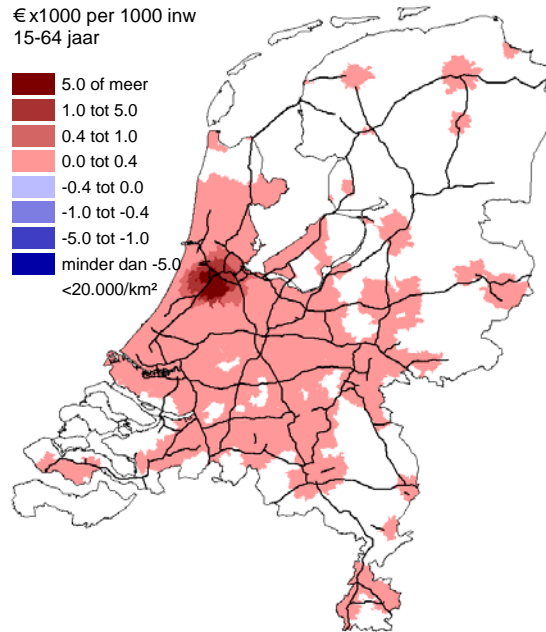 € x1000 per 1000 inw
15-64 jaar
5.0 of meer
1.0 tot 5.0
0.4 tot 1.0
0.0 tot 0.4
-0.4 tot 0.0
-1.0 tot -0.4
-5.0 tot -1.0
minder dan -5.0
<20.000/km²